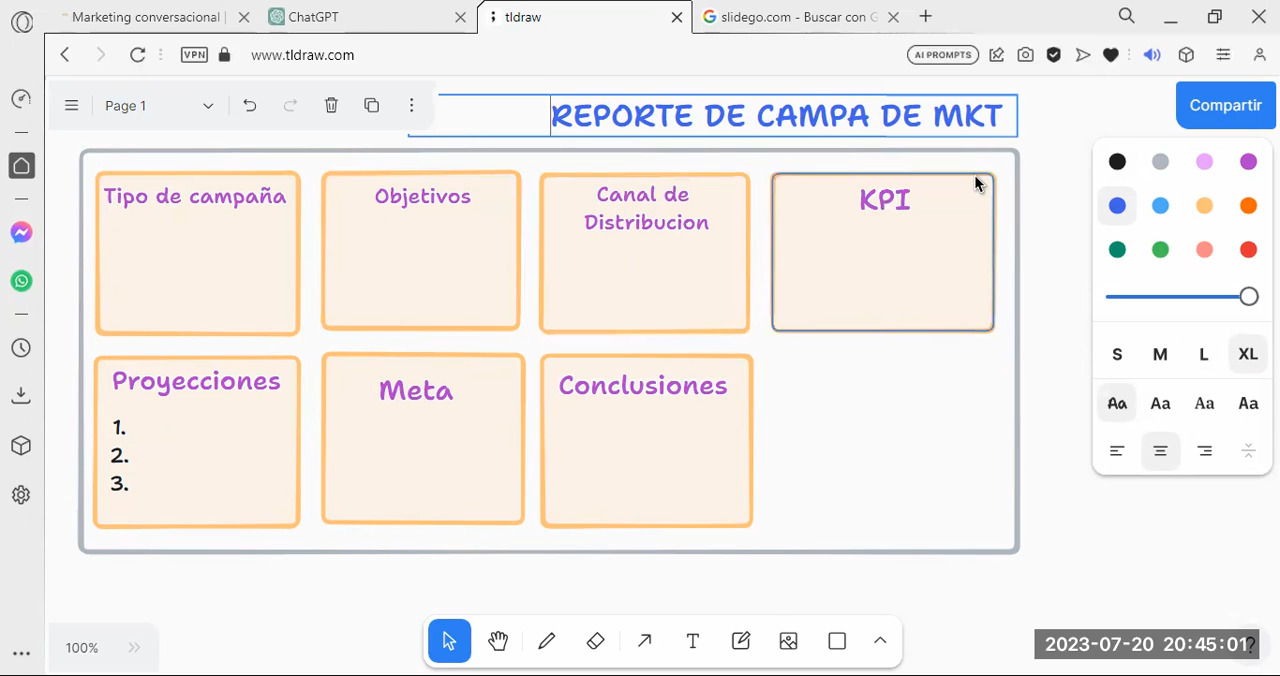 Marketing conversacional
ChatGPT
tldraw
slidego.com - Buscar con G
VPN
www.tldraw.com
AI PROMPTS
Page 1
REPORTE DE CAMPA DE MKT
Compartir
Tipo de campaña
Objetivos
Canal de
Distribucion
KPI
Proyecciones
1.
2.
3.
Meta
Conclusiones
S M L XL
Aa Aa Aa Aa
100%
T
2023-07-20 20:45:01
?